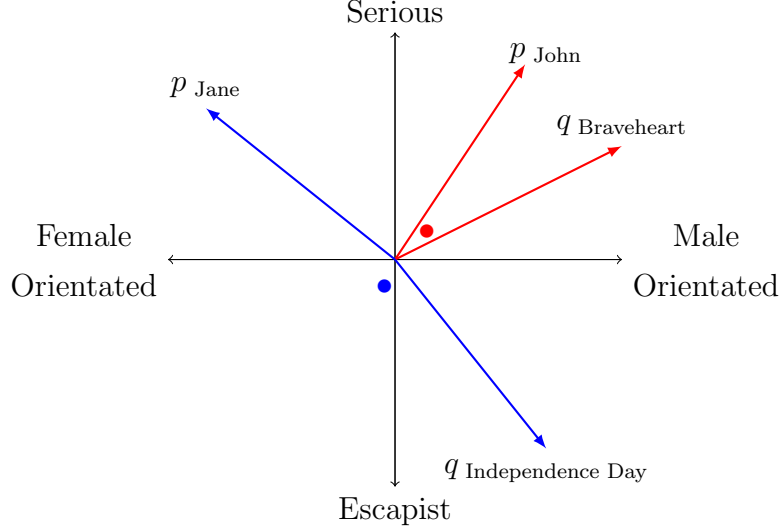 Serious
p John
p Jane
q Braveheart
Female
Orientated
Male
Orientated
q Independence Day
Escapist